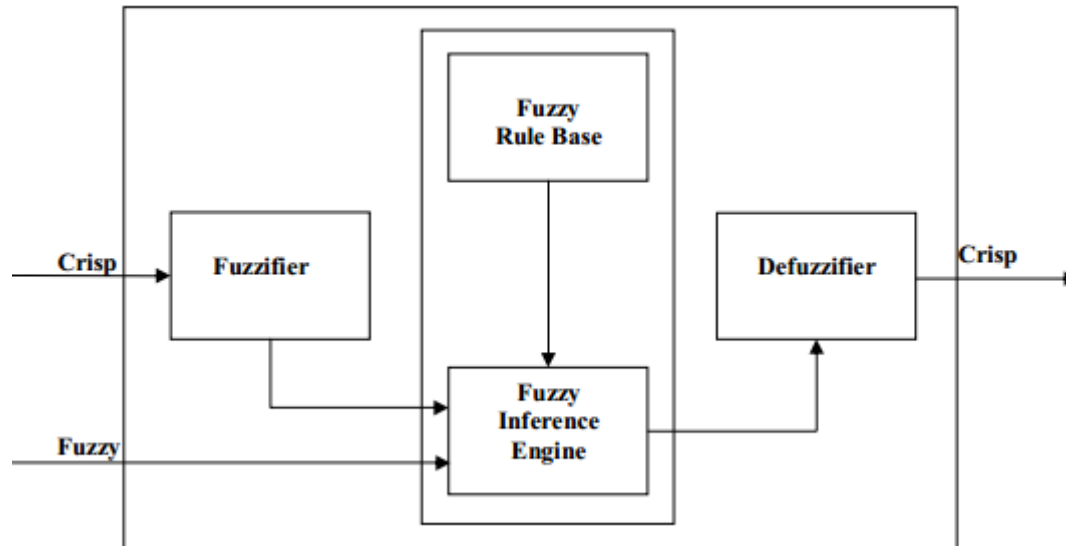 Fuzzy
Rule Base
Crisp
Fuzzifier
Defuzzifier
Crisp
Fuzzy
Inference
Engine
Fuzzy